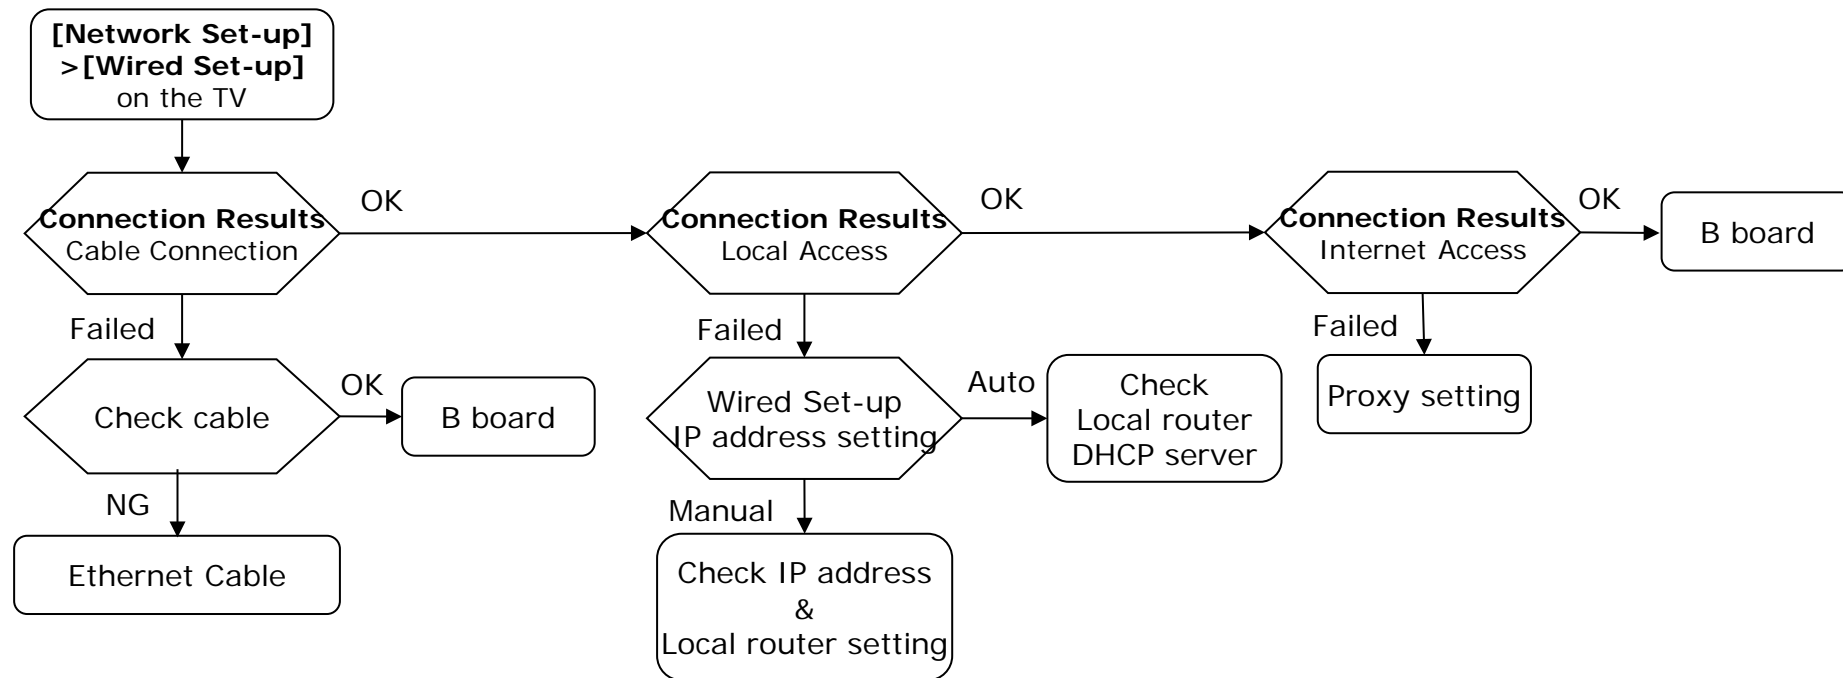 [Network Set-up]
>[Wired Set-up]
on the TV
Connection Results
Cable Connection
OK
Connection Results
Local Access
OK
Connection Results
Internet Access
OK
B board
Failed
Failed
Failed
Check cable
OK
B board
Wired Set-up
IP address setting
Auto
Check
Local router
DHCP server
Proxy setting
NG
Manual
Ethernet Cable
Check IP address
&
Local router setting